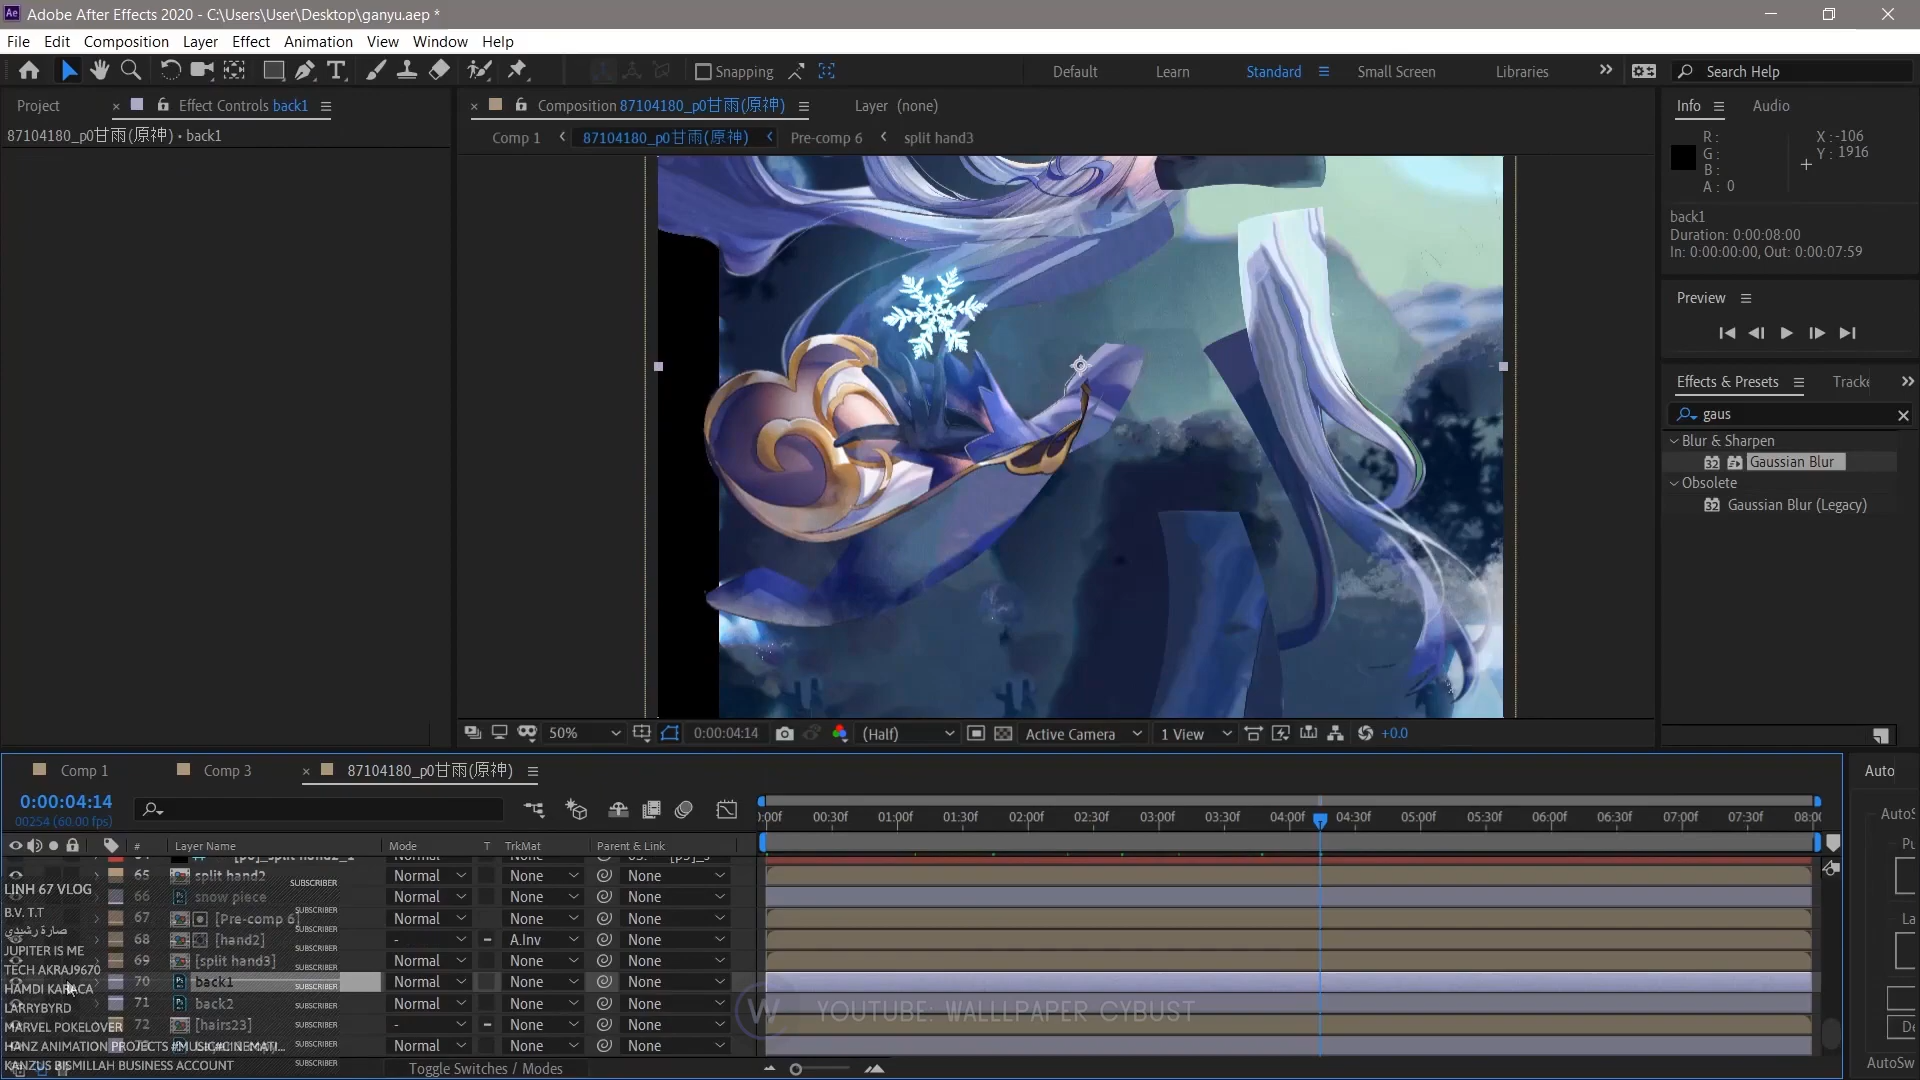 Adobe After Effects 2020 - C:\Users\User\Desktop\ganyu.aep *
File Edit Composition Layer Effect Animation View Window Help
Snapping Default Learn Standard Small Screen Libraries Search Help
Project Effect Controls back1 Composition 87104180_p0甘雨(原神) Layer (none) Info Audio
87104180_p0甘雨(原神) • back1
Comp 1 87104180_p0甘雨(原神) Pre-comp 6 split hand3
R :
G :
B :
A : 0
X : -106
Y : 1916
back1
Duration: 0:00:08:00
In: 0:00:00:00, Out: 0:00:07:59
Preview
Effects & Presets
gaus
Blur & Sharpen
32 Gaussian Blur
Obsolete
32 Gaussian Blur (Legacy)
50% 0:00:04:14 (Half) Active Camera 1 View +0.0
Comp 1 Comp 3 87104180_p0甘雨(原神) Auto
0:00:04:14
00254 (60.00 fps)
00:30f 01:00f 01:30f 02:00f 02:30f 03:00f 03:30f 04:00f 04:30f 05:00f 05:30f 06:00f 06:30f 07:00f 07:30f
# Layer Name Mode T TrkMat Parent & Link
65 split hand2 Normal None None
66 snow piece Normal None None
67 [Pre-comp 6] Normal None None
68 [hand2] - A.Inv None
69 [split hand3] Normal None None
70 back1 Normal None None
71 back2 Normal None None
72 [hairs23] - None None
Normal None None
Toggle Switches / Modes
LINH 67 VLOG SUBSCRIBER
B.V. T.T SUBSCRIBER
صارة رشيدي SUBSCRIBER
JUPITER IS ME SUBSCRIBER
TECH AKRAJ9670 SUBSCRIBER
HAMDI KARACA SUBSCRIBER
LARRYBYRD SUBSCRIBER
MARVEL POKELOVER SUBSCRIBER
HANZ ANIMATION PROJECTS #MUSIC#CINEMATI... SUBSCRIBER
KANZUS BISMILLAH BUSINESS ACCOUNT SUBSCRIBER
W YOUTUBE: WALLLPAPER CYBUST